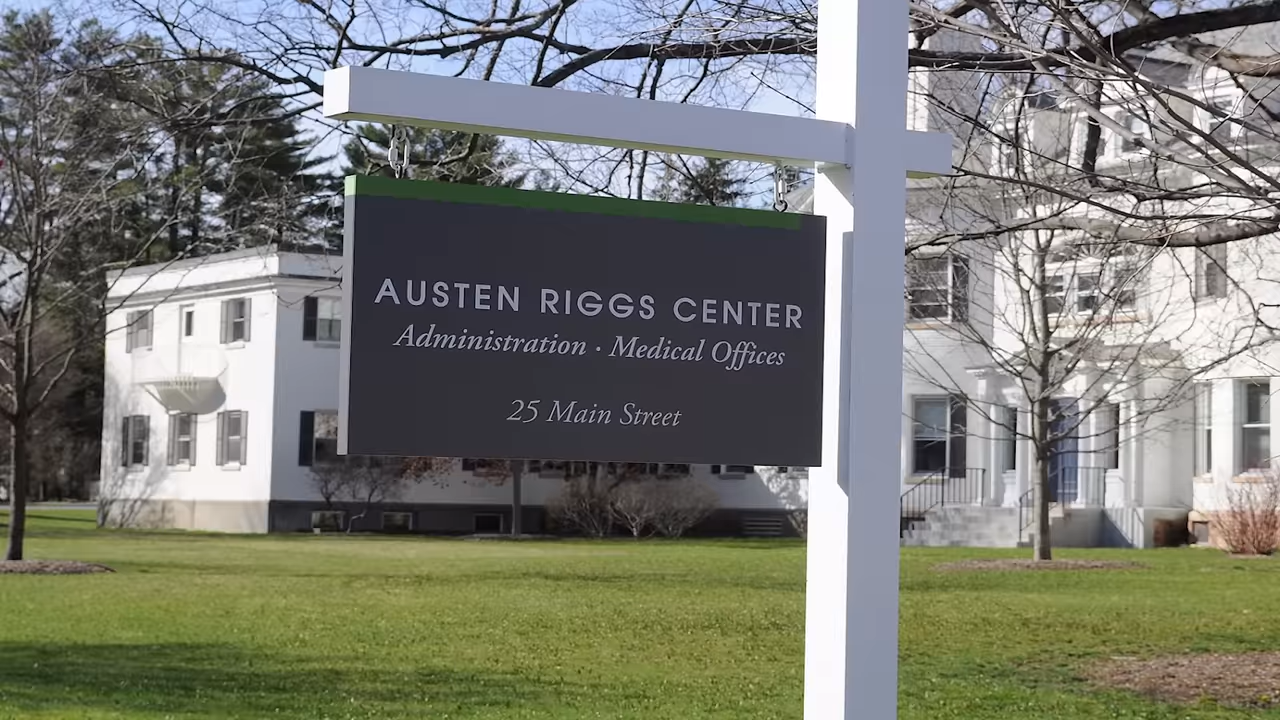 AUSTEN RIGGS CENTER
Administration · Medical Offices
25 Main Street